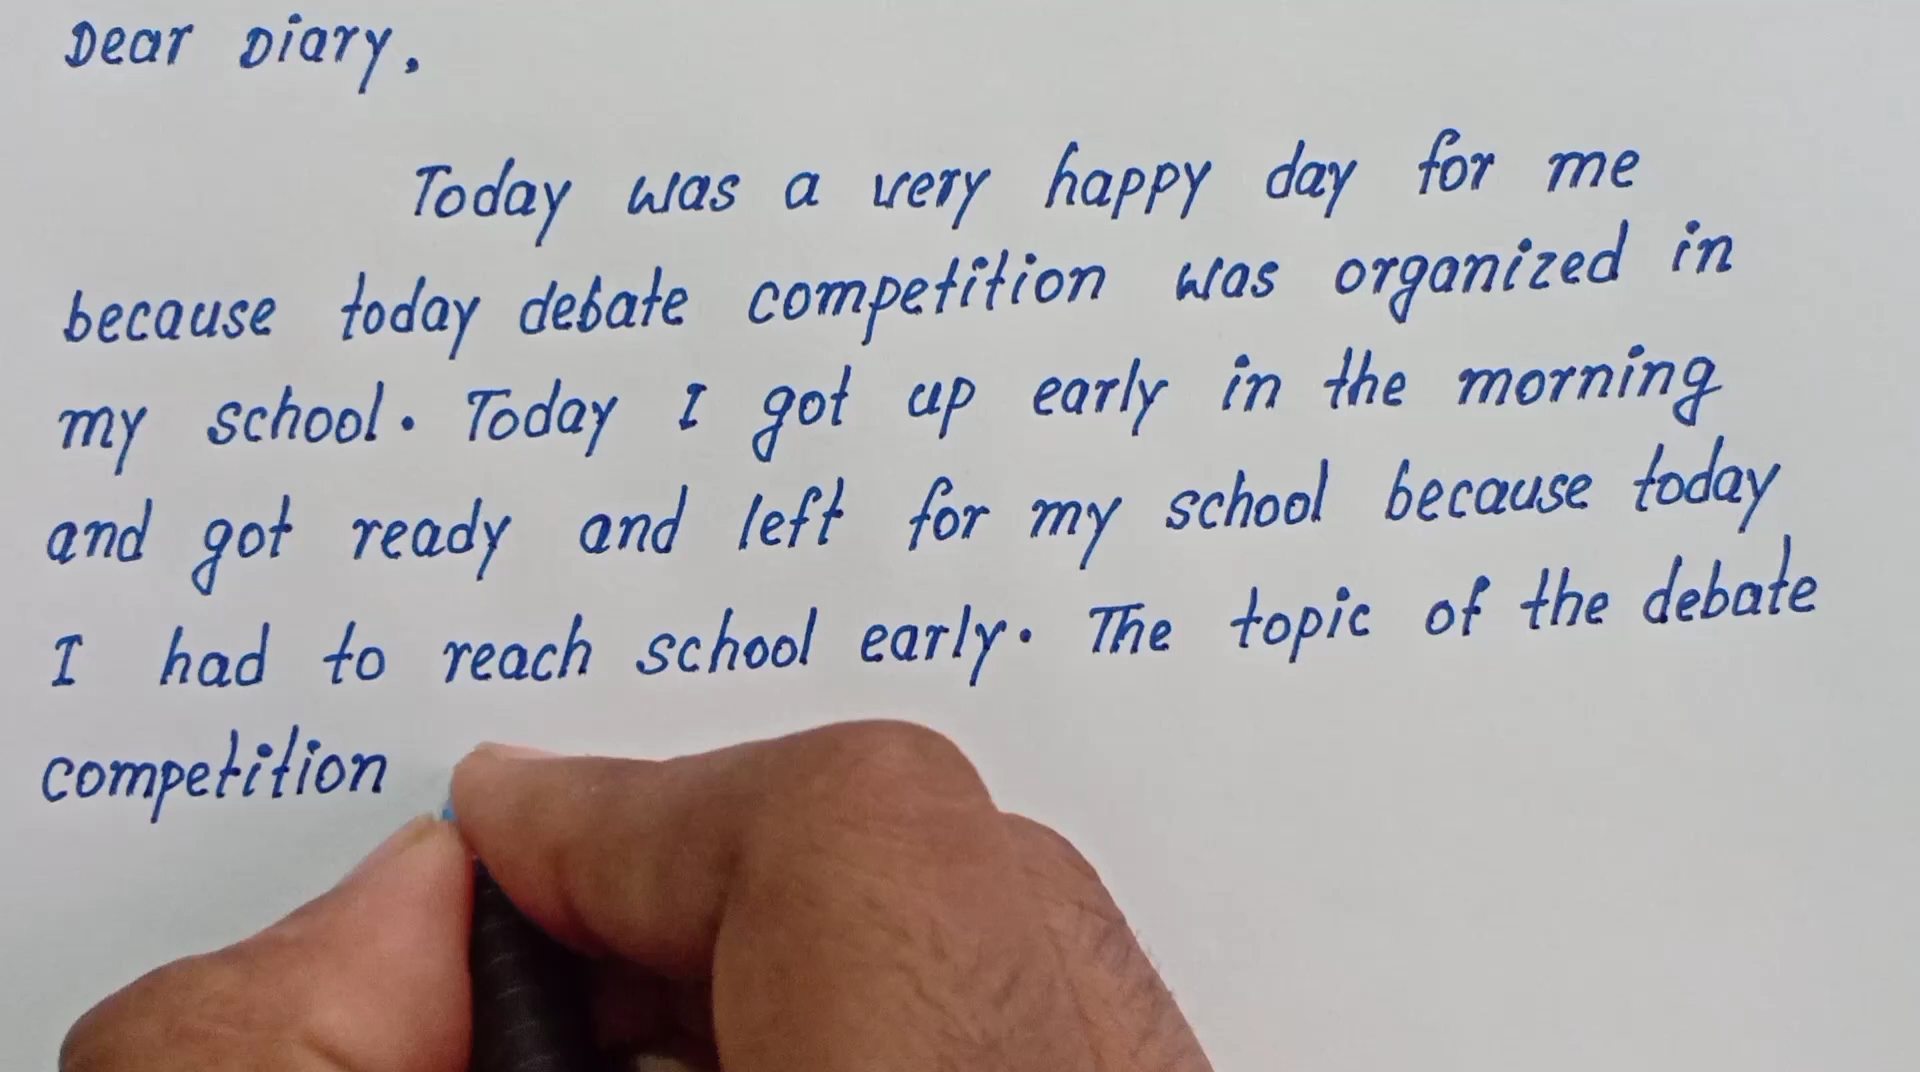 Dear Diary,
Today was a very happy day for me
because today debate competition was organized in
my school. Today I got up early in the morning
and got ready and left for my school because today
I had to reach school early. The topic of the debate
competition